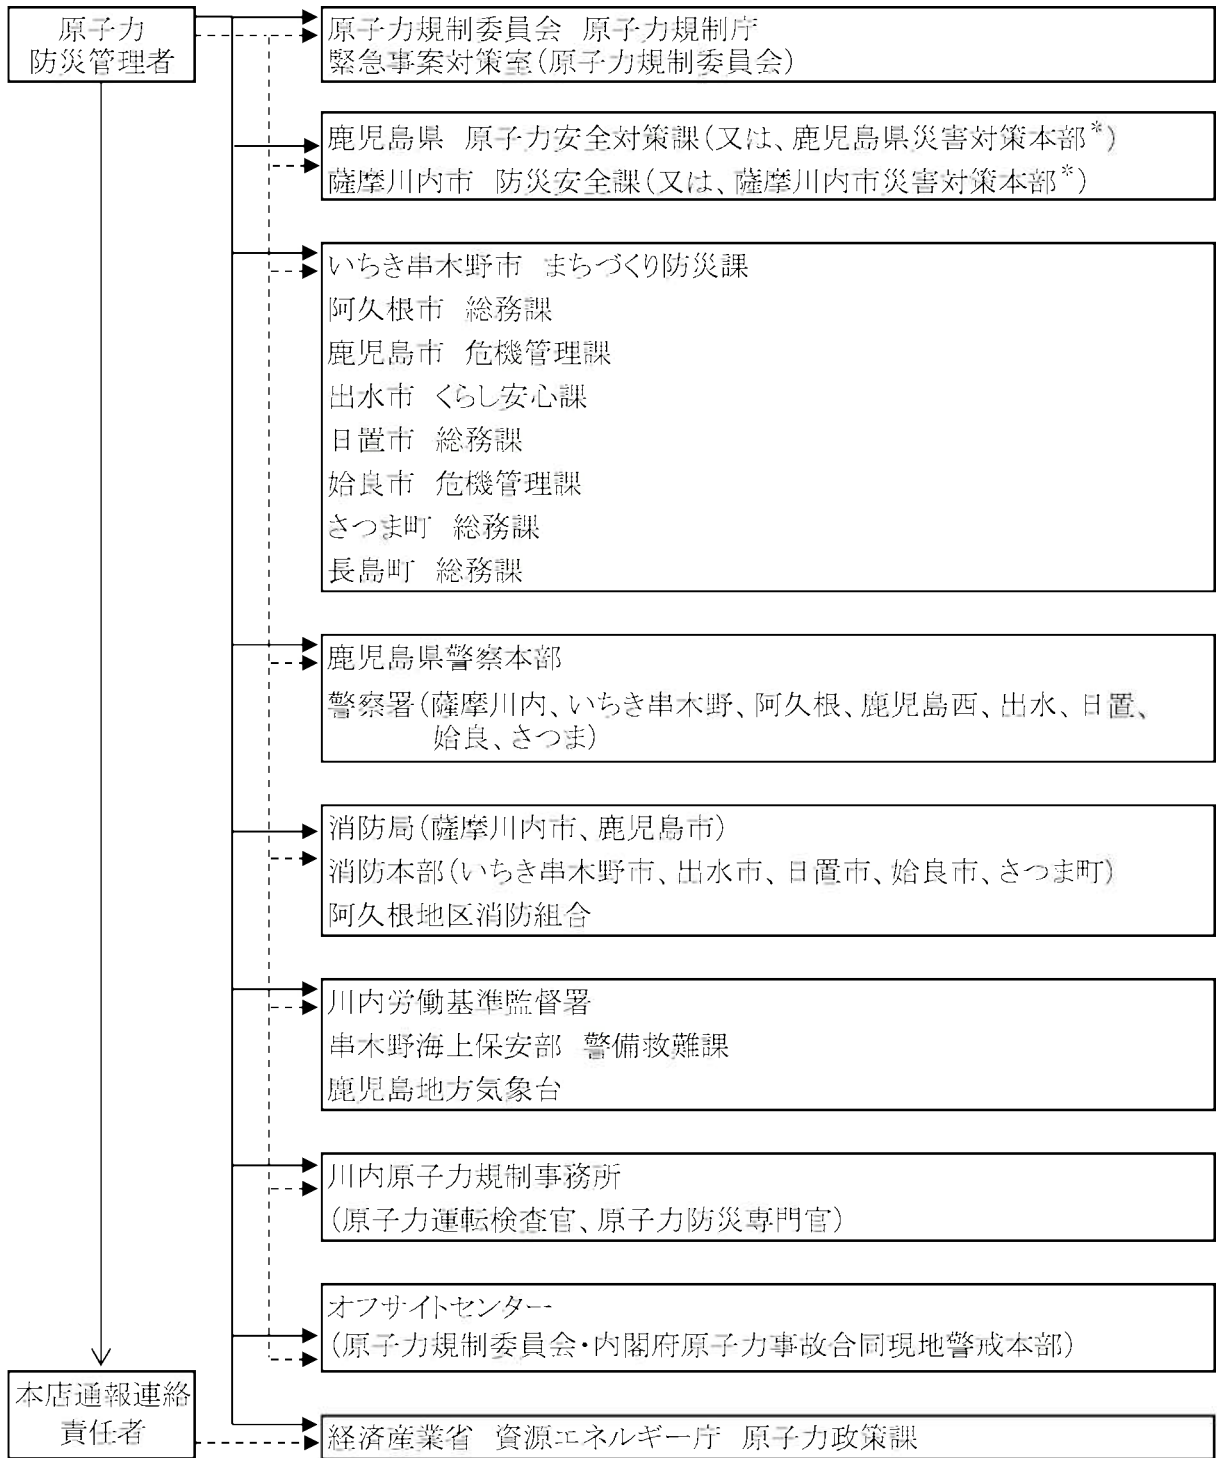 原子力
防災管理者
原子力規制委員会 原子力規制庁
緊急事案対策室(原子力規制委員会)
鹿児島県 原子力安全対策課(又は、鹿児島県災害対策本部*)
薩摩川内市 防災安全課(又は、薩摩川内市災害対策本部*)
いちき串木野市 まちづくり防災課
阿久根市 総務課
鹿児島市 危機管理課
出水市 くらし安心課
日置市 総務課
姶良市 危機管理課
さつま町 総務課
長島町 総務課
鹿児島県警察本部
警察署(薩摩川内、いちき串木野、阿久根、鹿児島西、出水、日置、
姶良、さつま)
消防局(薩摩川内市、鹿児島市)
消防本部(いちき串木野市、出水市、日置市、姶良市、さつま町)
阿久根地区消防組合
川内労働基準監督署
串木野海上保安部 警備救難課
鹿児島地方気象台
川内原子力規制事務所
(原子力運転検査官、原子力防災専門官)
オフサイトセンター
(原子力規制委員会・内閣府原子力事故合同現地警戒本部)
本店通報連絡
責任者
経済産業省 資源エネルギー庁 原子力政策課